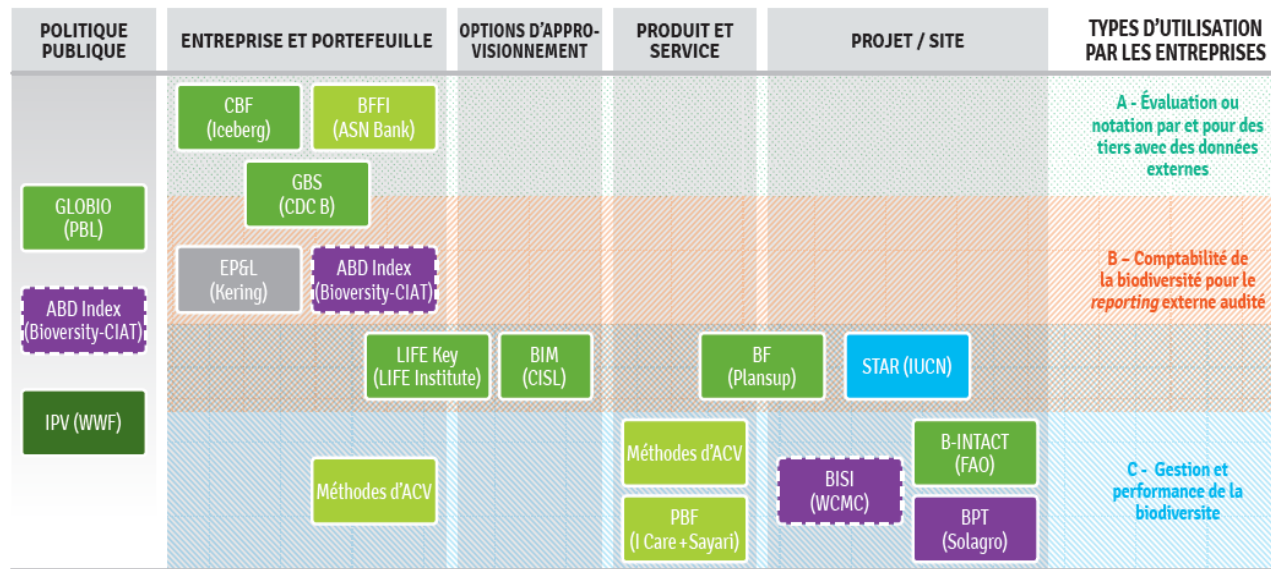 POLITIQUE
PUBLIQUE
ENTREPRISE ET PORTEFEUILLE
OPTIONS D'APPRO-
VISIONNEMENT
PRODUIT ET
SERVICE
PROJET / SITE
TYPES D'UTILISATION
PAR LES ENTREPRISES
GLOBIO
(PBL)
ABD Index
(Bioversity-CIAT)
IPV (WWF)
CBF
(Iceberg)
BFFI
(ASN Bank)
GBS
(CDC B)
A - Évaluation ou
notation par et pour des
tiers avec des données
externes
EP&L
(Kering)
ABD Index
(Bioversity-CIAT)
B – Comptabilité de
la biodiversité pour le
reporting externe audité
LIFE Key
(LIFE Institute)
BIM
(CISL)
BF
(Plansup)
STAR (IUCN)
Méthodes d'ACV
Méthodes d'ACV
PBF
(I Care + Sayari)
BISI
(WCMC)
B-INTACT
(FAO)
BPT
(Solagro)
C - Gestion et
performance de la
biodiversite